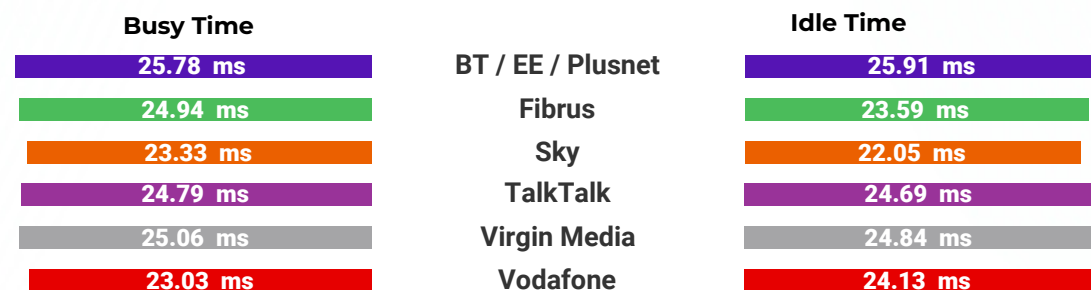 Busy Time Idle Time
25.78 ms BT / EE / Plusnet 25.91 ms
24.94 ms Fibrus 23.59 ms
23.33 ms Sky 22.05 ms
24.79 ms TalkTalk 24.69 ms
25.06 ms Virgin Media 24.84 ms
23.03 ms Vodafone 24.13 ms